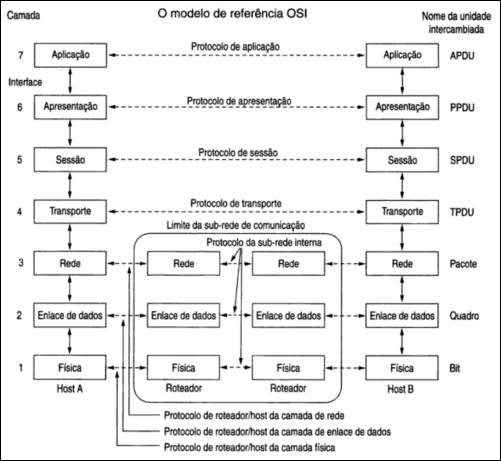 Camada O modelo de referência OSI Nome da unidade
intercambiada
7 Aplicação Protocolo de aplicação Aplicação APDU
Interface
6 Apresentação Protocolo de apresentação Apresentação PPDU
5 Sessão Protocolo de sessão Sessão SPDU
4 Transporte Protocolo de transporte Transporte TPDU
Limite da sub-rede de comunicação
Protocolo da sub-rede interna
3 Rede Rede Rede Rede Pacote
2 Enlace de dados Enlace de dados Enlace de dados Enlace de dados Quadro
1 Física Física Física Física Bit
Host A Roteador Roteador Host B
Protocolo de roteador/host da camada de rede
Protocolo de roteador/host da camada de enlace de dados
Protocolo de roteador/host da camada física